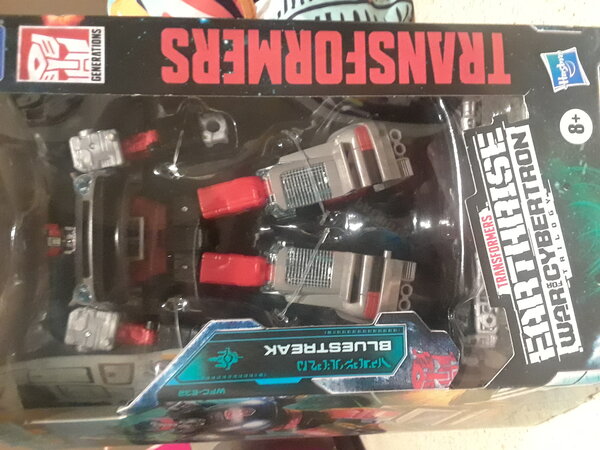 TRANSFORMERS
GENERATIONS
Hasbro
8+
TRANSFORMERS
EARTHRISE
WAR FOR CYBERTRON
TRILOGY
BLUESTREAK
WFC-E32